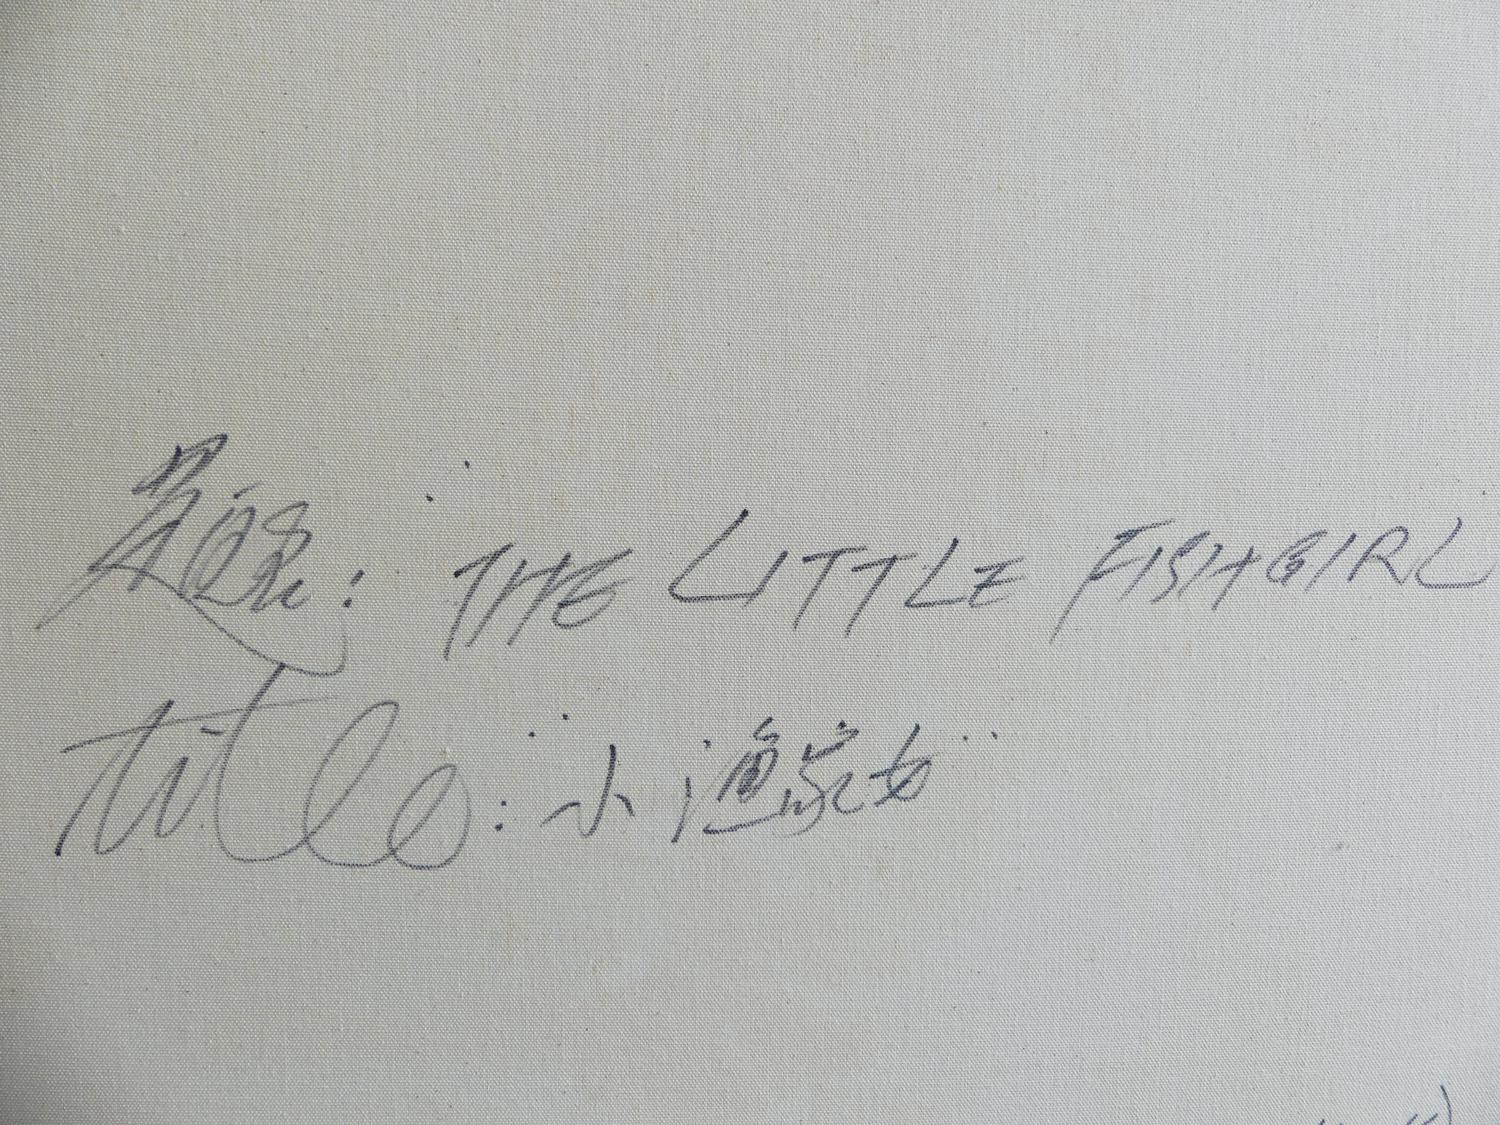 : THE LITTLE FISHGIRL
title: 小渔家女